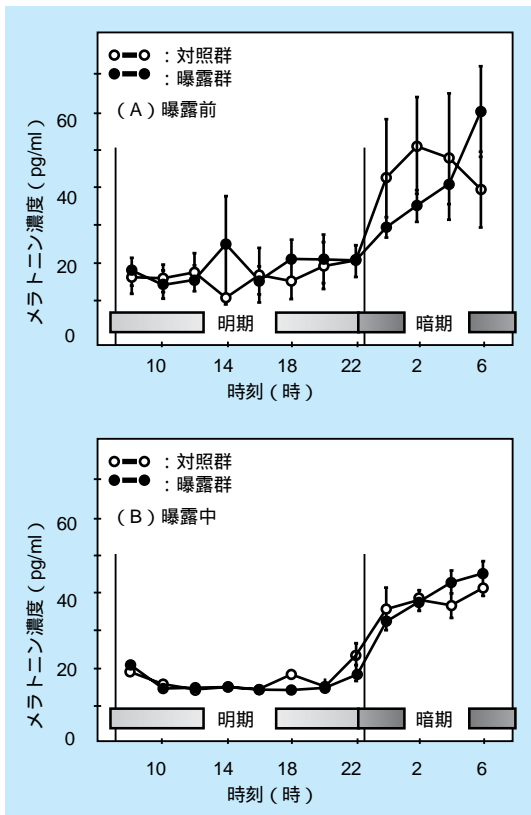 ○━○ : 対照群
●━● : 曝露群
（A）曝露前
メラトニン濃度（pg/ml）
60
40
20
0
明期
暗期
10 14 18 22 2 6
時刻（時）
○━○ : 対照群
●━● : 曝露群
（B）曝露中
メラトニン濃度（pg/ml）
60
40
20
0
明期
暗期
10 14 18 22 2 6
時刻（時）